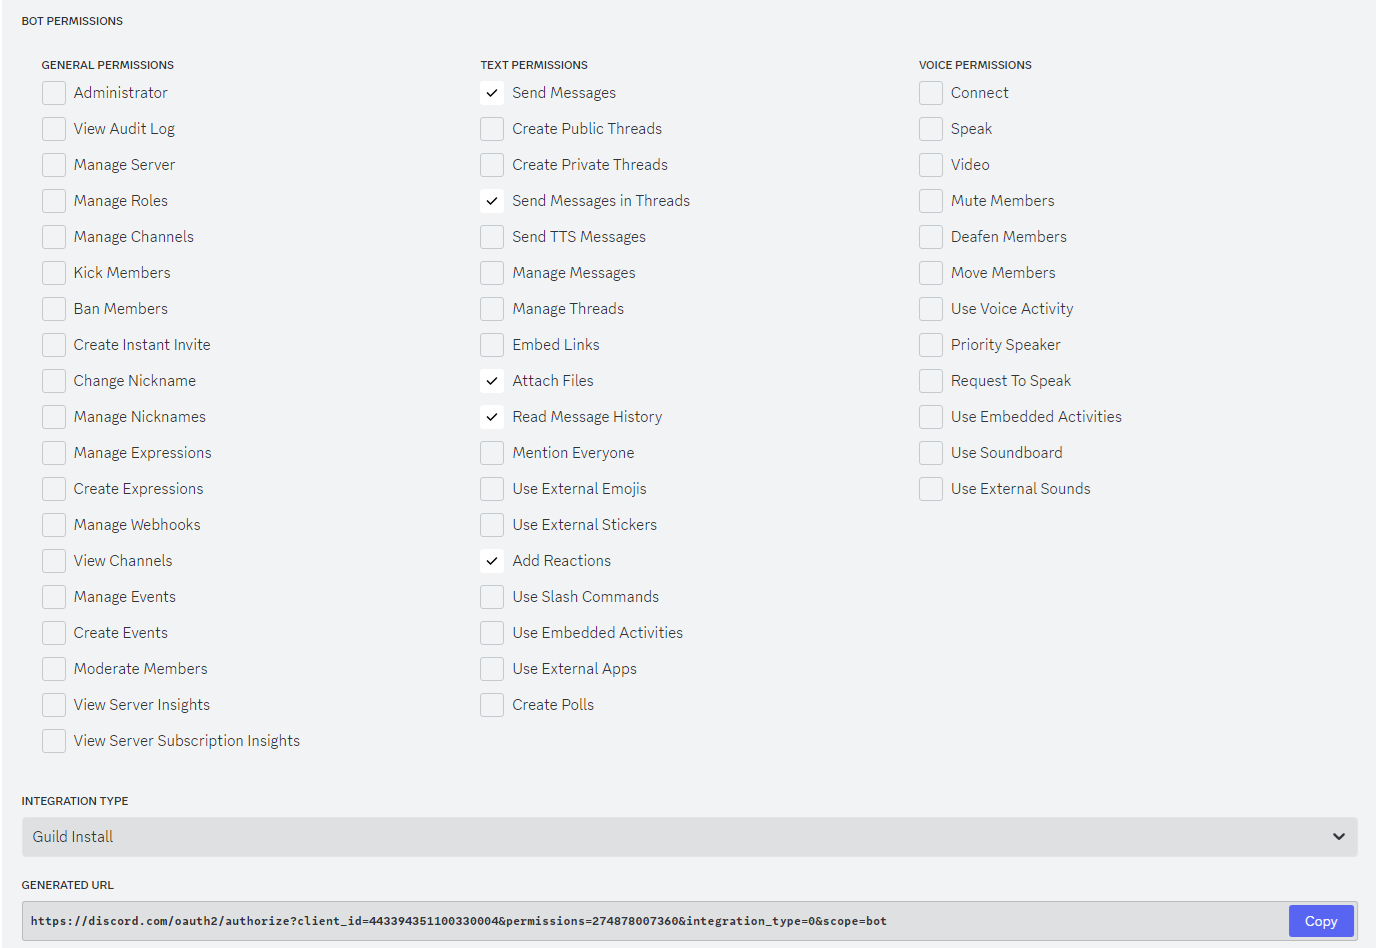 BOT PERMISSIONS
GENERAL PERMISSIONS
Administrator
View Audit Log
Manage Server
Manage Roles
Manage Channels
Kick Members
Ban Members
Create Instant Invite
Change Nickname
Manage Nicknames
Manage Expressions
Create Expressions
Manage Webhooks
View Channels
Manage Events
Create Events
Moderate Members
View Server Insights
View Server Subscription Insights
TEXT PERMISSIONS
Send Messages
Create Public Threads
Create Private Threads
Send Messages in Threads
Send TTS Messages
Manage Messages
Manage Threads
Embed Links
Attach Files
Read Message History
Mention Everyone
Use External Emojis
Use External Stickers
Add Reactions
Use Slash Commands
Use Embedded Activities
Use External Apps
Create Polls
VOICE PERMISSIONS
Connect
Speak
Video
Mute Members
Deafen Members
Move Members
Use Voice Activity
Priority Speaker
Request To Speak
Use Embedded Activities
Use Soundboard
Use External Sounds
INTEGRATION TYPE
Guild Install
GENERATED URL
https://discord.com/oauth2/authorize?client_id=443394351100330004&permissions=274878007360&integration_type=0&scope=bot
Copy